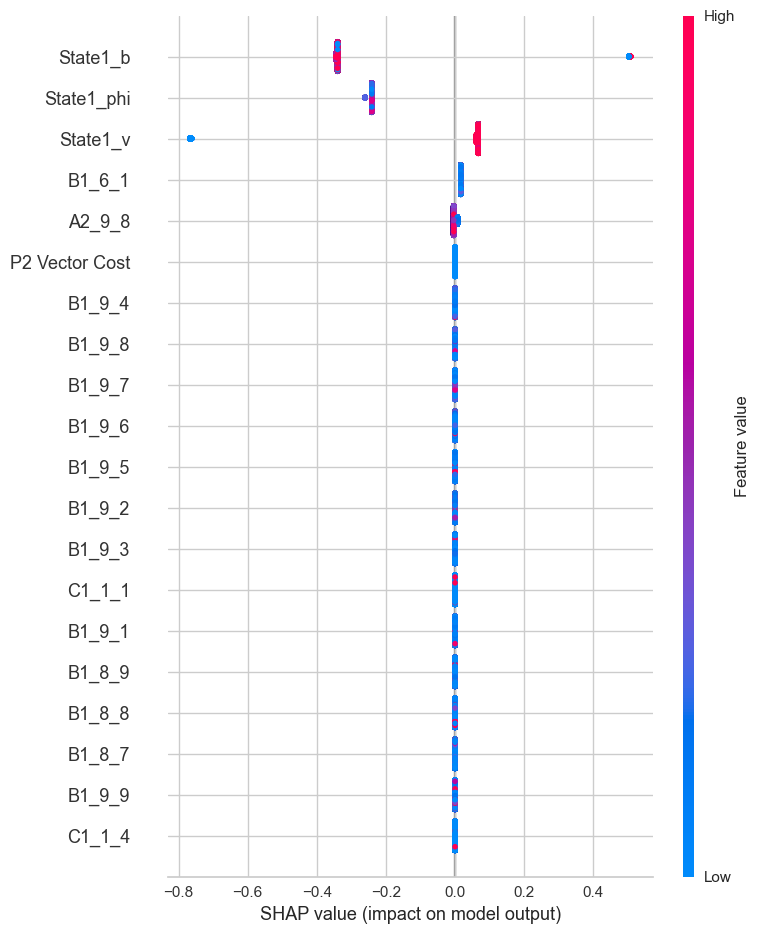 High
State1_b
State1_phi
State1_v
B1_6_1
A2_9_8
P2 Vector Cost
B1_9_4
B1_9_8
B1_9_7
B1_9_6
B1_9_5
B1_9_2
B1_9_3
C1_1_1
B1_9_1
B1_8_9
B1_8_8
B1_8_7
B1_9_9
C1_1_4
Feature value
Low
−0.8 −0.6 −0.4 −0.2 0.0 0.2 0.4
SHAP value (impact on model output)